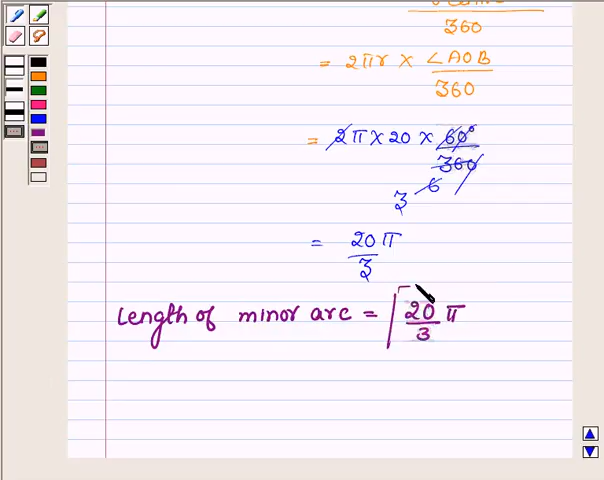 360
= 2πr × ∠AOB
360
= 2π × 20 × 60°
360
6
3
= 20π
3
Length of minor arc = 20 π
3